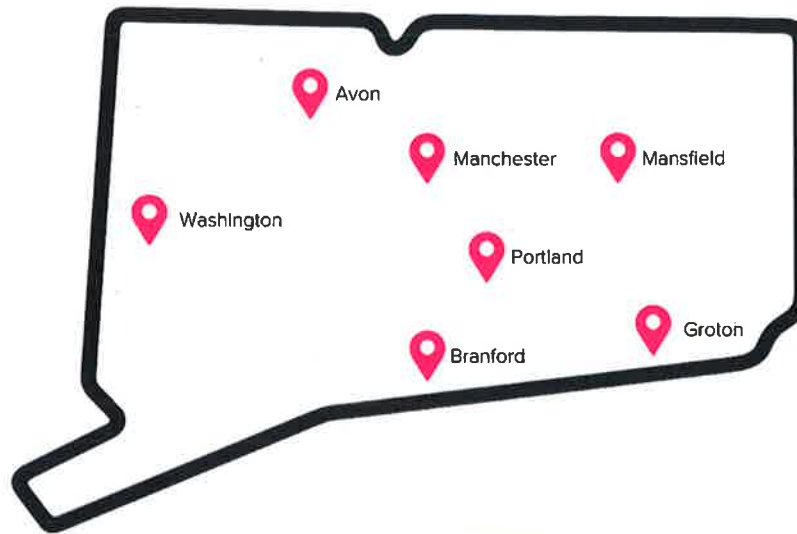 Avon
Manchester
Mansfield
Washington
Portland
Groton
Branford